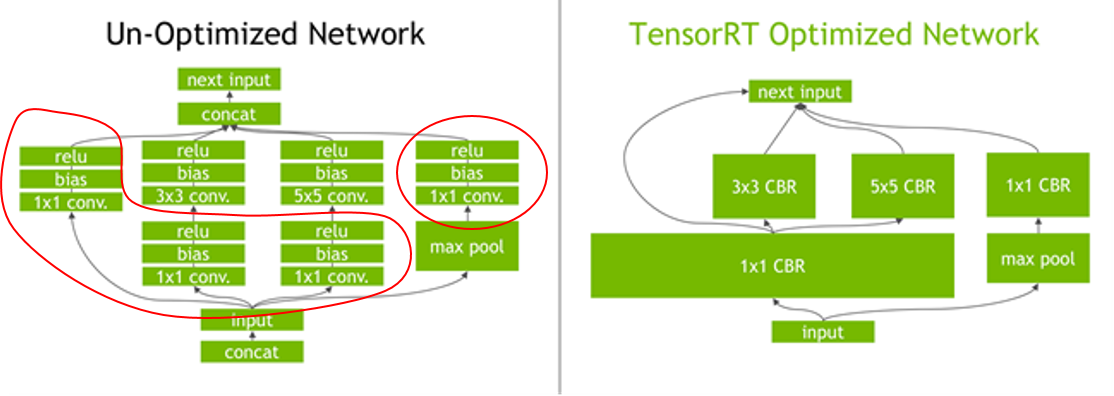 Un-Optimized Network
next input
concat
relu
bias
1x1 conv.
relu
bias
3x3 conv.
relu
bias
1x1 conv.
relu
bias
5x5 conv.
relu
bias
1x1 conv.
relu
bias
1x1 conv.
max pool
input
concat
TensorRT Optimized Network
next input
3x3 CBR
5x5 CBR
1x1 CBR
1x1 CBR
max pool
input